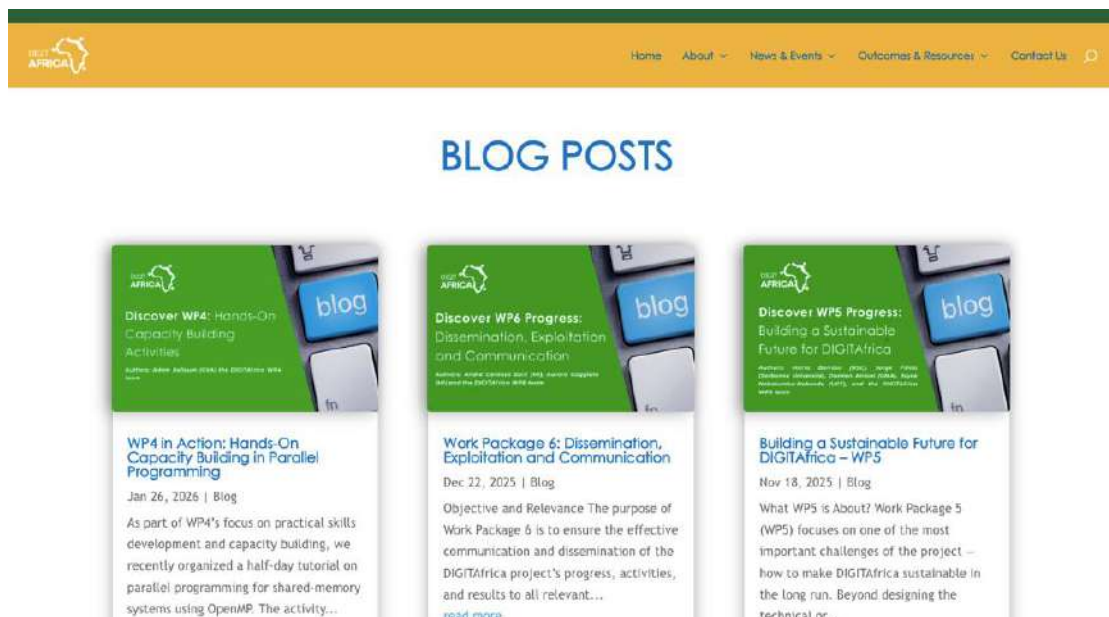 DIGIT
AFRICA
Home About News & Events Outcomes & Resources Contact Us
BLOG POSTS
DIGIT
AFRICA
Discover WP4: Hands-On
Capacity Building
Activities
blog
fn
WP4 in Action: Hands-On
Capacity Building in Parallel
Programming
Jan 26, 2026 | Blog
As part of WP4's focus on practical skills
development and capacity building, we
recently organized a half-day tutorial on
parallel programming for shared-memory
systems using OpenMP. The activity...
DIGIT
AFRICA
Discover WP6 Progress:
Dissemination, Exploitation
and Communication
blog
fn
Work Package 6: Dissemination,
Exploitation and Communication
Dec 22, 2025 | Blog
Objective and Relevance The purpose of
Work Package 6 is to ensure the effective
communication and dissemination of the
DIGITAfrica project's progress, activities,
and results to all relevant...
read more
DIGIT
AFRICA
Discover WP5 Progress:
Building a Sustainable
Future for DIGITAfrica
blog
fn
Building a Sustainable Future for
DIGITAfrica – WP5
Nov 18, 2025 | Blog
What WP5 is About? Work Package 5
(WP5) focuses on one of the most
important challenges of the project —
how to make DIGITAfrica sustainable in
the long run. Beyond designing the
technical or...